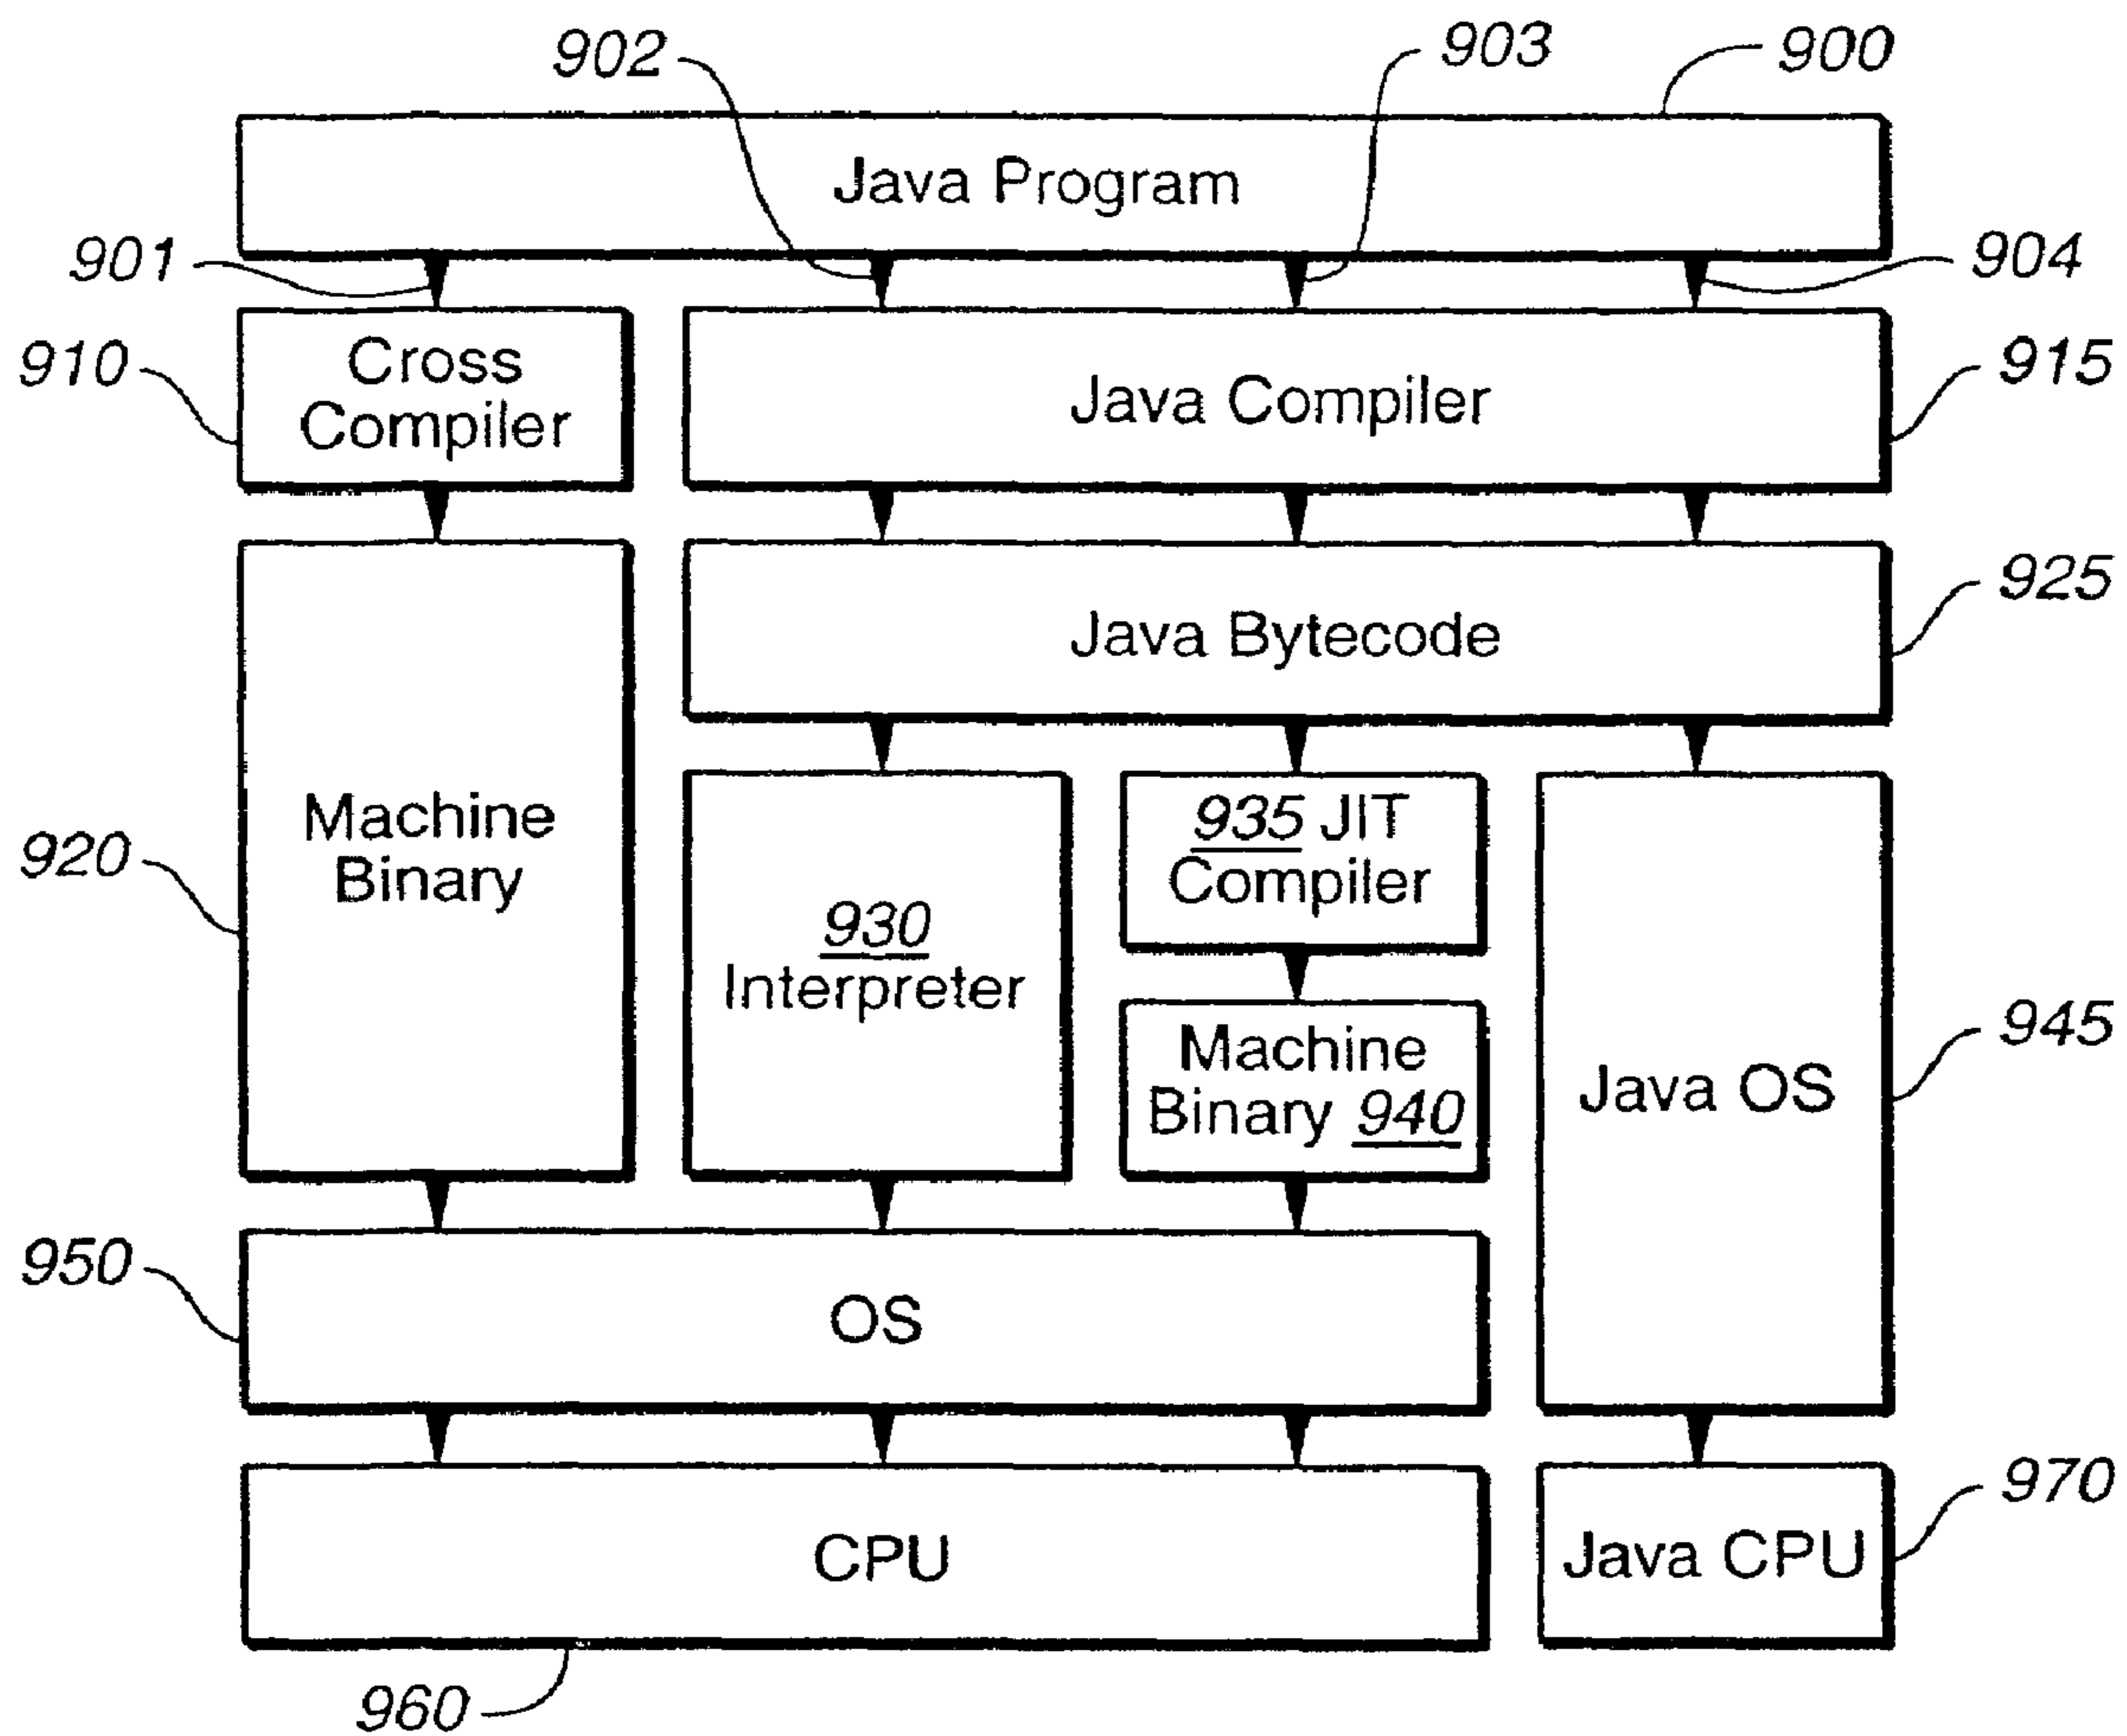 902
903
900
Java Program
901
904
910
Cross
Compiler
Java Compiler
915
Java Bytecode
925
920
Machine
Binary
930
Interpreter
935 JIT
Compiler
Machine
Binary 940
Java OS
945
950
OS
CPU
Java CPU
970
960